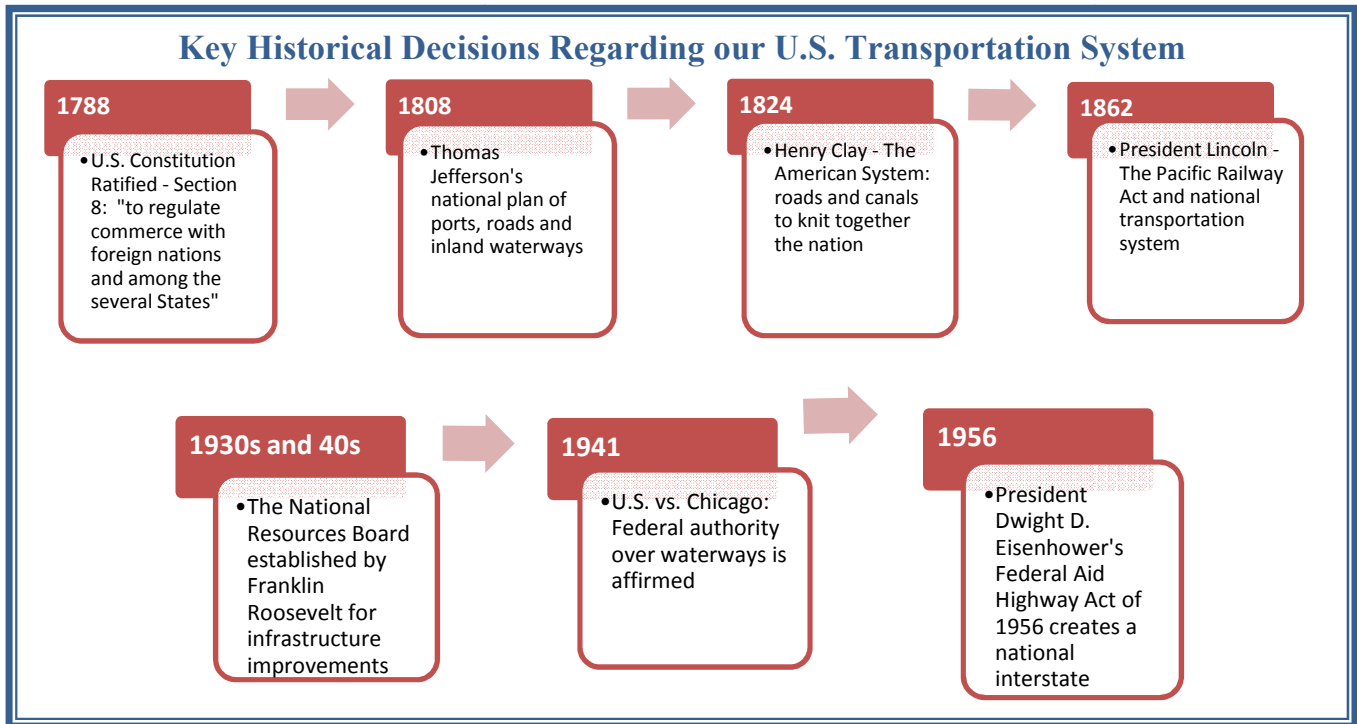 Key Historical Decisions Regarding our U.S. Transportation System
1788
•U.S. Constitution
Ratified - Section
8:  "to regulate
commerce with
foreign nations
and among the
several States"
1808
•Thomas
Jefferson's
national plan of
ports, roads and
inland waterways
1824
•Henry Clay - The
American System:
roads and canals
to knit together
the nation
1862
•President Lincoln -
The Pacific Railway
Act and national
transportation
system
1930s and 40s
•The National
Resources Board
established by
Franklin
Roosevelt for
infrastructure
improvements
1941
•U.S. vs. Chicago:
Federal authority
over waterways is
affirmed
1956
•President
Dwight D.
Eisenhower's
Federal Aid
Highway Act of
1956 creates a
national
interstate